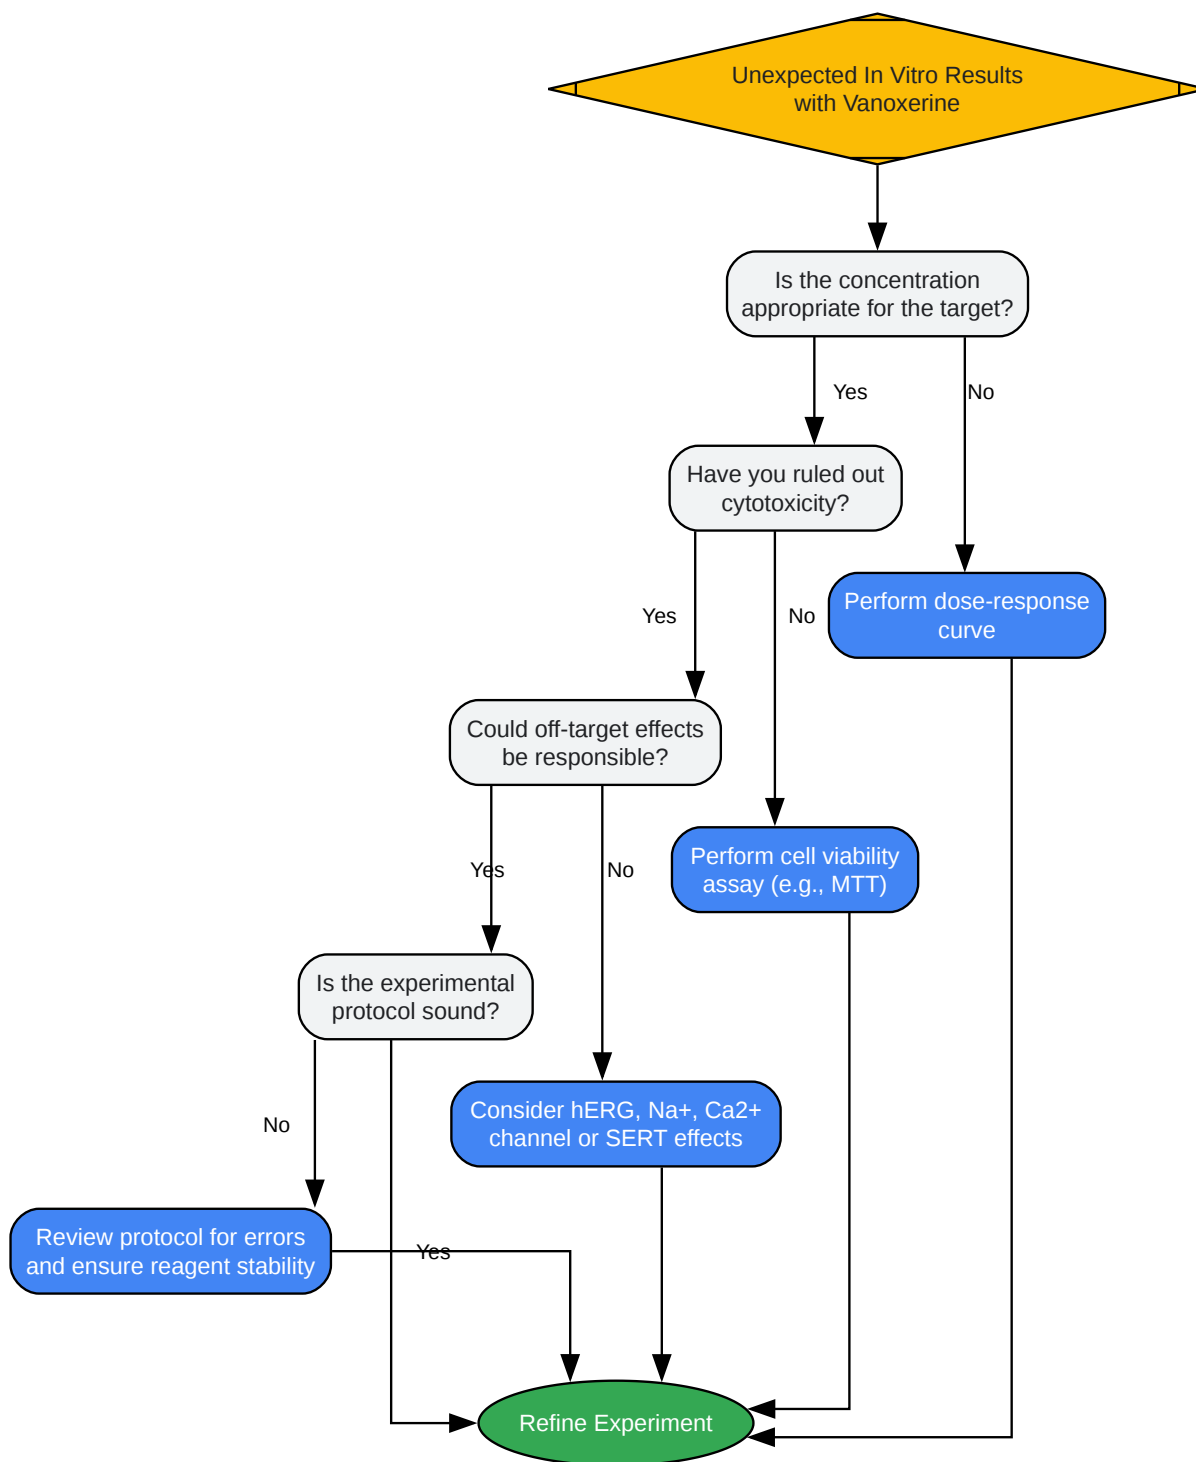 Unexpected In Vitro Results
with Vanoxerine
Is the concentration
appropriate for the target?
Yes
No
Have you ruled out
cytotoxicity?
Perform dose-response
curve
Yes
No
Could off-target effects
be responsible?
Perform cell viability
assay (e.g., MTT)
Yes
No
Is the experimental
protocol sound?
Consider hERG, Na+, Ca2+
channel or SERT effects
No
Review protocol for errors
and ensure reagent stability
Yes
Refine Experiment